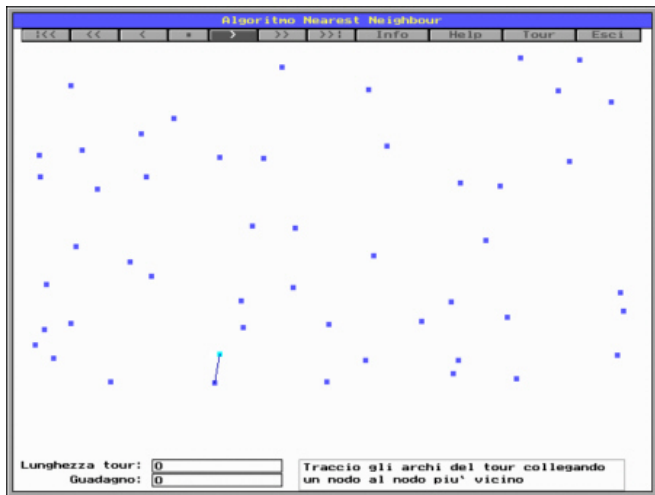 Algoritmo Nearest Neighbour
:<< << < ▪ > >> >>: Info Help Tour Esci
Lunghezza tour: 0
Guadagno: 0
Traccio gli archi del tour collegando
un nodo al nodo piu` vicino